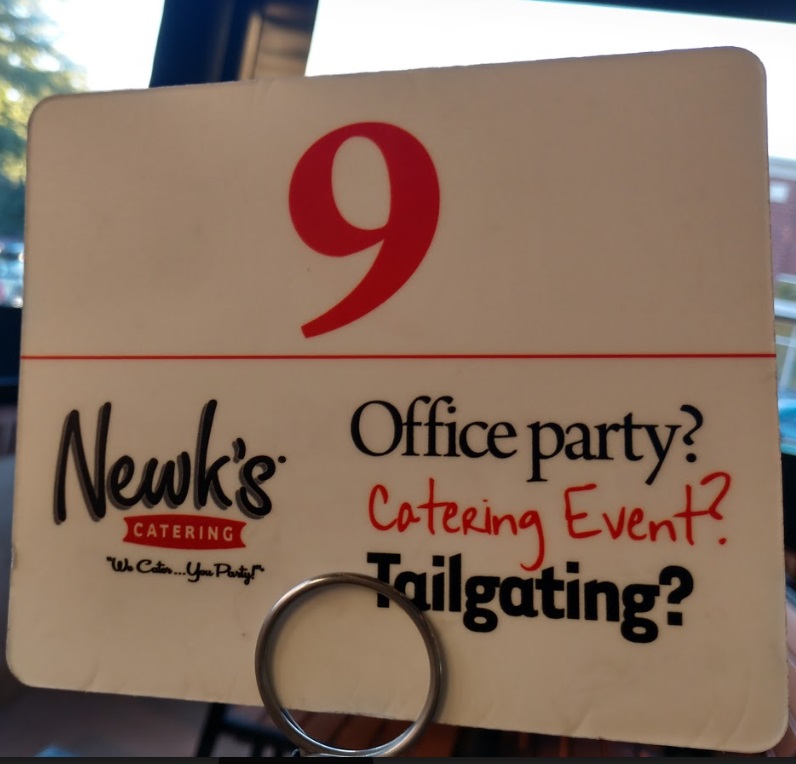 9
Newk's
CATERING
"We Cater...You Party!"
Office party?
Catering Event?
Tailgating?